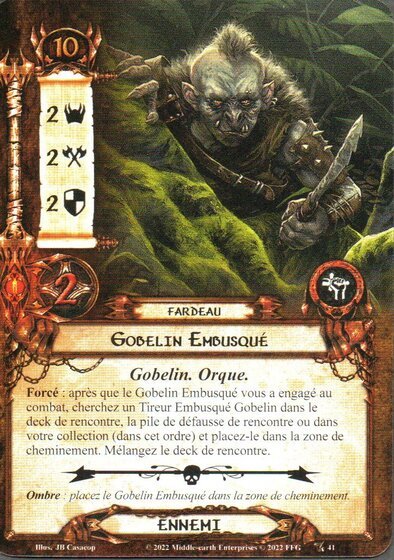 10
2
2
2
2
FARDEAU
GOBELIN EMBUSQUÉ
Gobelin. Orque.
Forcé : après que le Gobelin Embusqué vous a engagé au
combat, cherchez un Tireur Embusqué Gobelin dans le
deck de rencontre, la pile de défausse de rencontre ou dans
votre collection (dans cet ordre) et placez-le dans la zone de
cheminement. Mélangez le deck de rencontre.
Ombre : placez le Gobelin Embusqué dans la zone de cheminement.
ENNEMI
Illus. JB Casacop © 2022 Middle-earth Enterprises © 2022 FFG 41